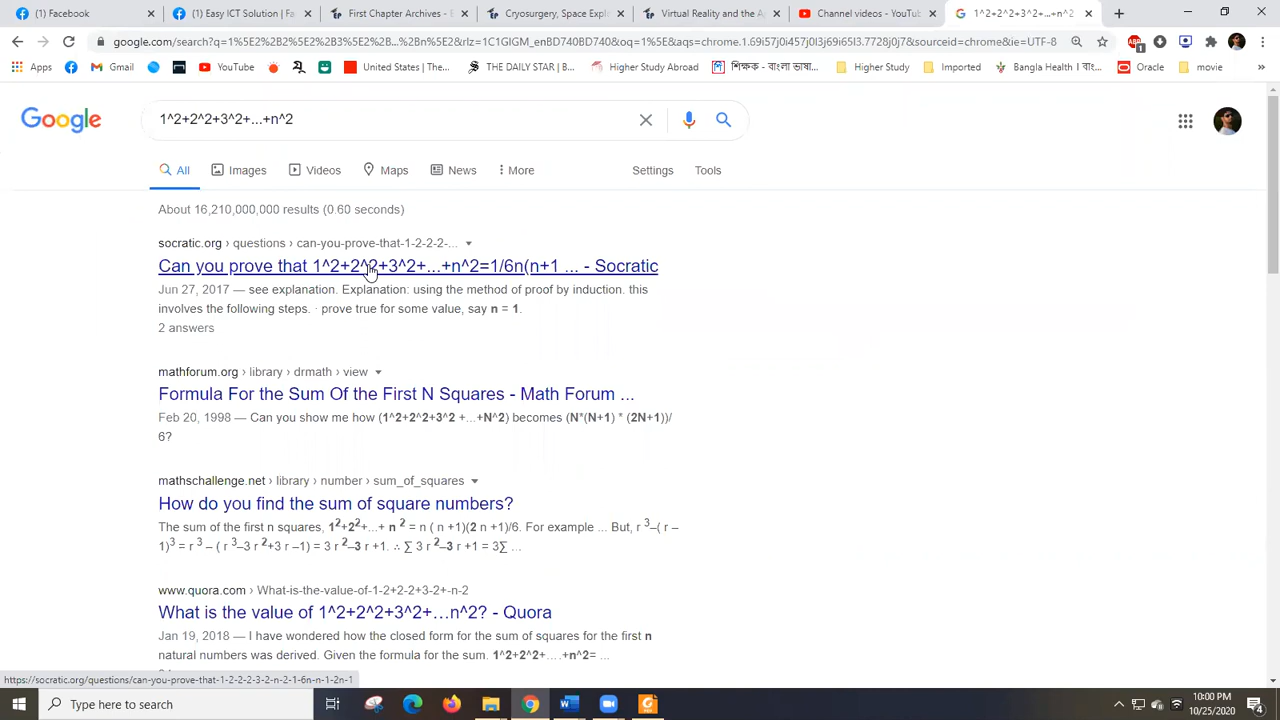 (1) Facebook
(1) Easy ICT Solution | Fa
First Chapter Archives - E
Cyosurgery, Space Expl
Virtual Reality and the A
Channel videos - YouTu
1^2+2^2+3^2+...+n^2
google.com/search?q=1%5E2%2B2%5E2%2B3%5E2%2B...%2Bn%5E2&rlz=1C1GIGM_enBD740BD740&oq=1%5E&aqs=chrome.1.69i57j0i457j0l3j69i65l3.7728j0j7&sourceid=chrome&ie=UTF-8
Apps
Gmail
YouTube
United States | The...
THE DAILY STAR | B...
Higher Study Abroad
শিক্ষক - বাংলা ভাষা...
Higher Study
Imported
Bangla Health । বাং
Oracle
movie
Google
1^2+2^2+3^2+...+n^2
All
Images
Videos
Maps
News
More
Settings
Tools
About 16,210,000,000 results (0.60 seconds)
socratic.org › questions › can-you-prove-that-1-2-2-2-...
Can you prove that 1^2+2^2+3^2+...+n^2=1/6n(n+1 ... - Socratic
Jun 27, 2017 — see explanation. Explanation: using the method of proof by induction. this
involves the following steps. · prove true for some value, say n = 1.
2 answers
mathforum.org › library › drmath › view
Formula For the Sum Of the First N Squares - Math Forum ...
Feb 20, 1998 — Can you show me how (1^2+2^2+3^2 +...+N^2) becomes (N*(N+1) * (2N+1))/
6?
mathschallenge.net › library › number › sum_of_squares
How do you find the sum of square numbers?
The sum of the first n squares, 1²+2²+...+ n ² = n ( n +1)(2 n +1)/6. For example ... But, r ³–( r –
1)³ = r ³ – ( r ³–3 r ²+3 r –1) = 3 r ²–3 r +1. ∴ ∑ 3 r ²–3 r +1 = 3∑ ...
www.quora.com › What-is-the-value-of-1-2+2-2+3-2+-n-2
What is the value of 1^2+2^2+3^2+...n^2? - Quora
Jan 19, 2018 — I have wondered how the closed form for the sum of squares for the first n
natural numbers was derived. Given the formula for the sum. 1^2+2^2+....+n^2= ...
https://socratic.org/questions/can-you-prove-that-1-2-2-2-3-2-n-2-1-6n-n-1-2n-1
Type here to search
10:00 PM
10/25/2020